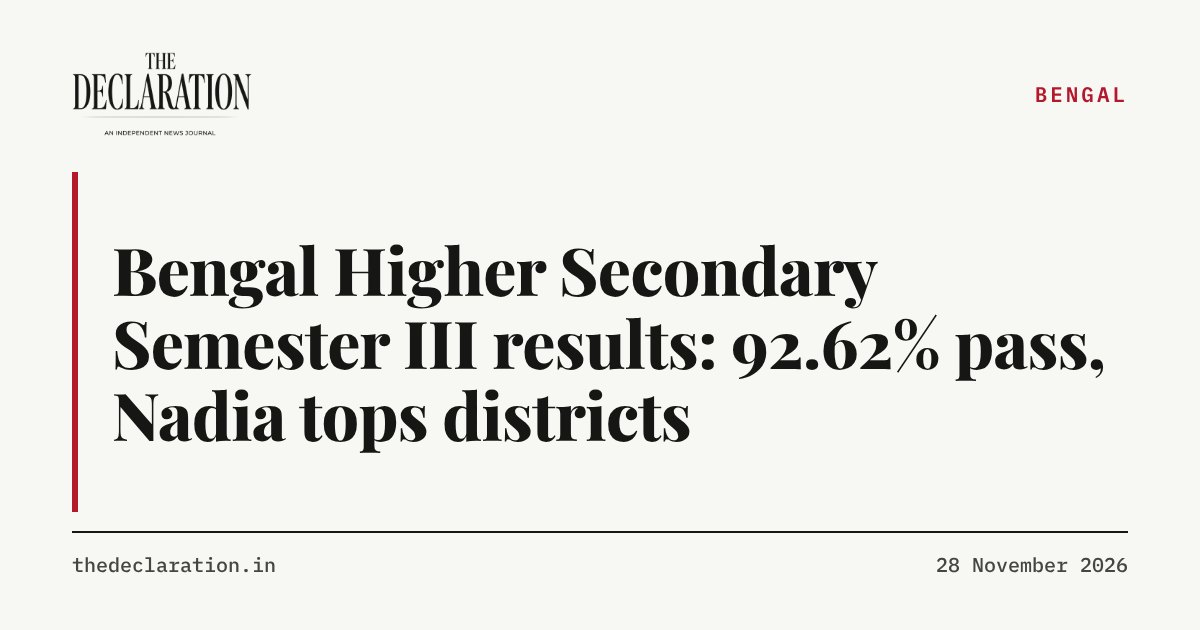 THE
DECLARATION
AN INDEPENDENT NEWS JOURNAL
BENGAL
Bengal Higher Secondary
Semester III results: 92.62% pass,
Nadia tops districts
thedeclaration.in
28 November 2026